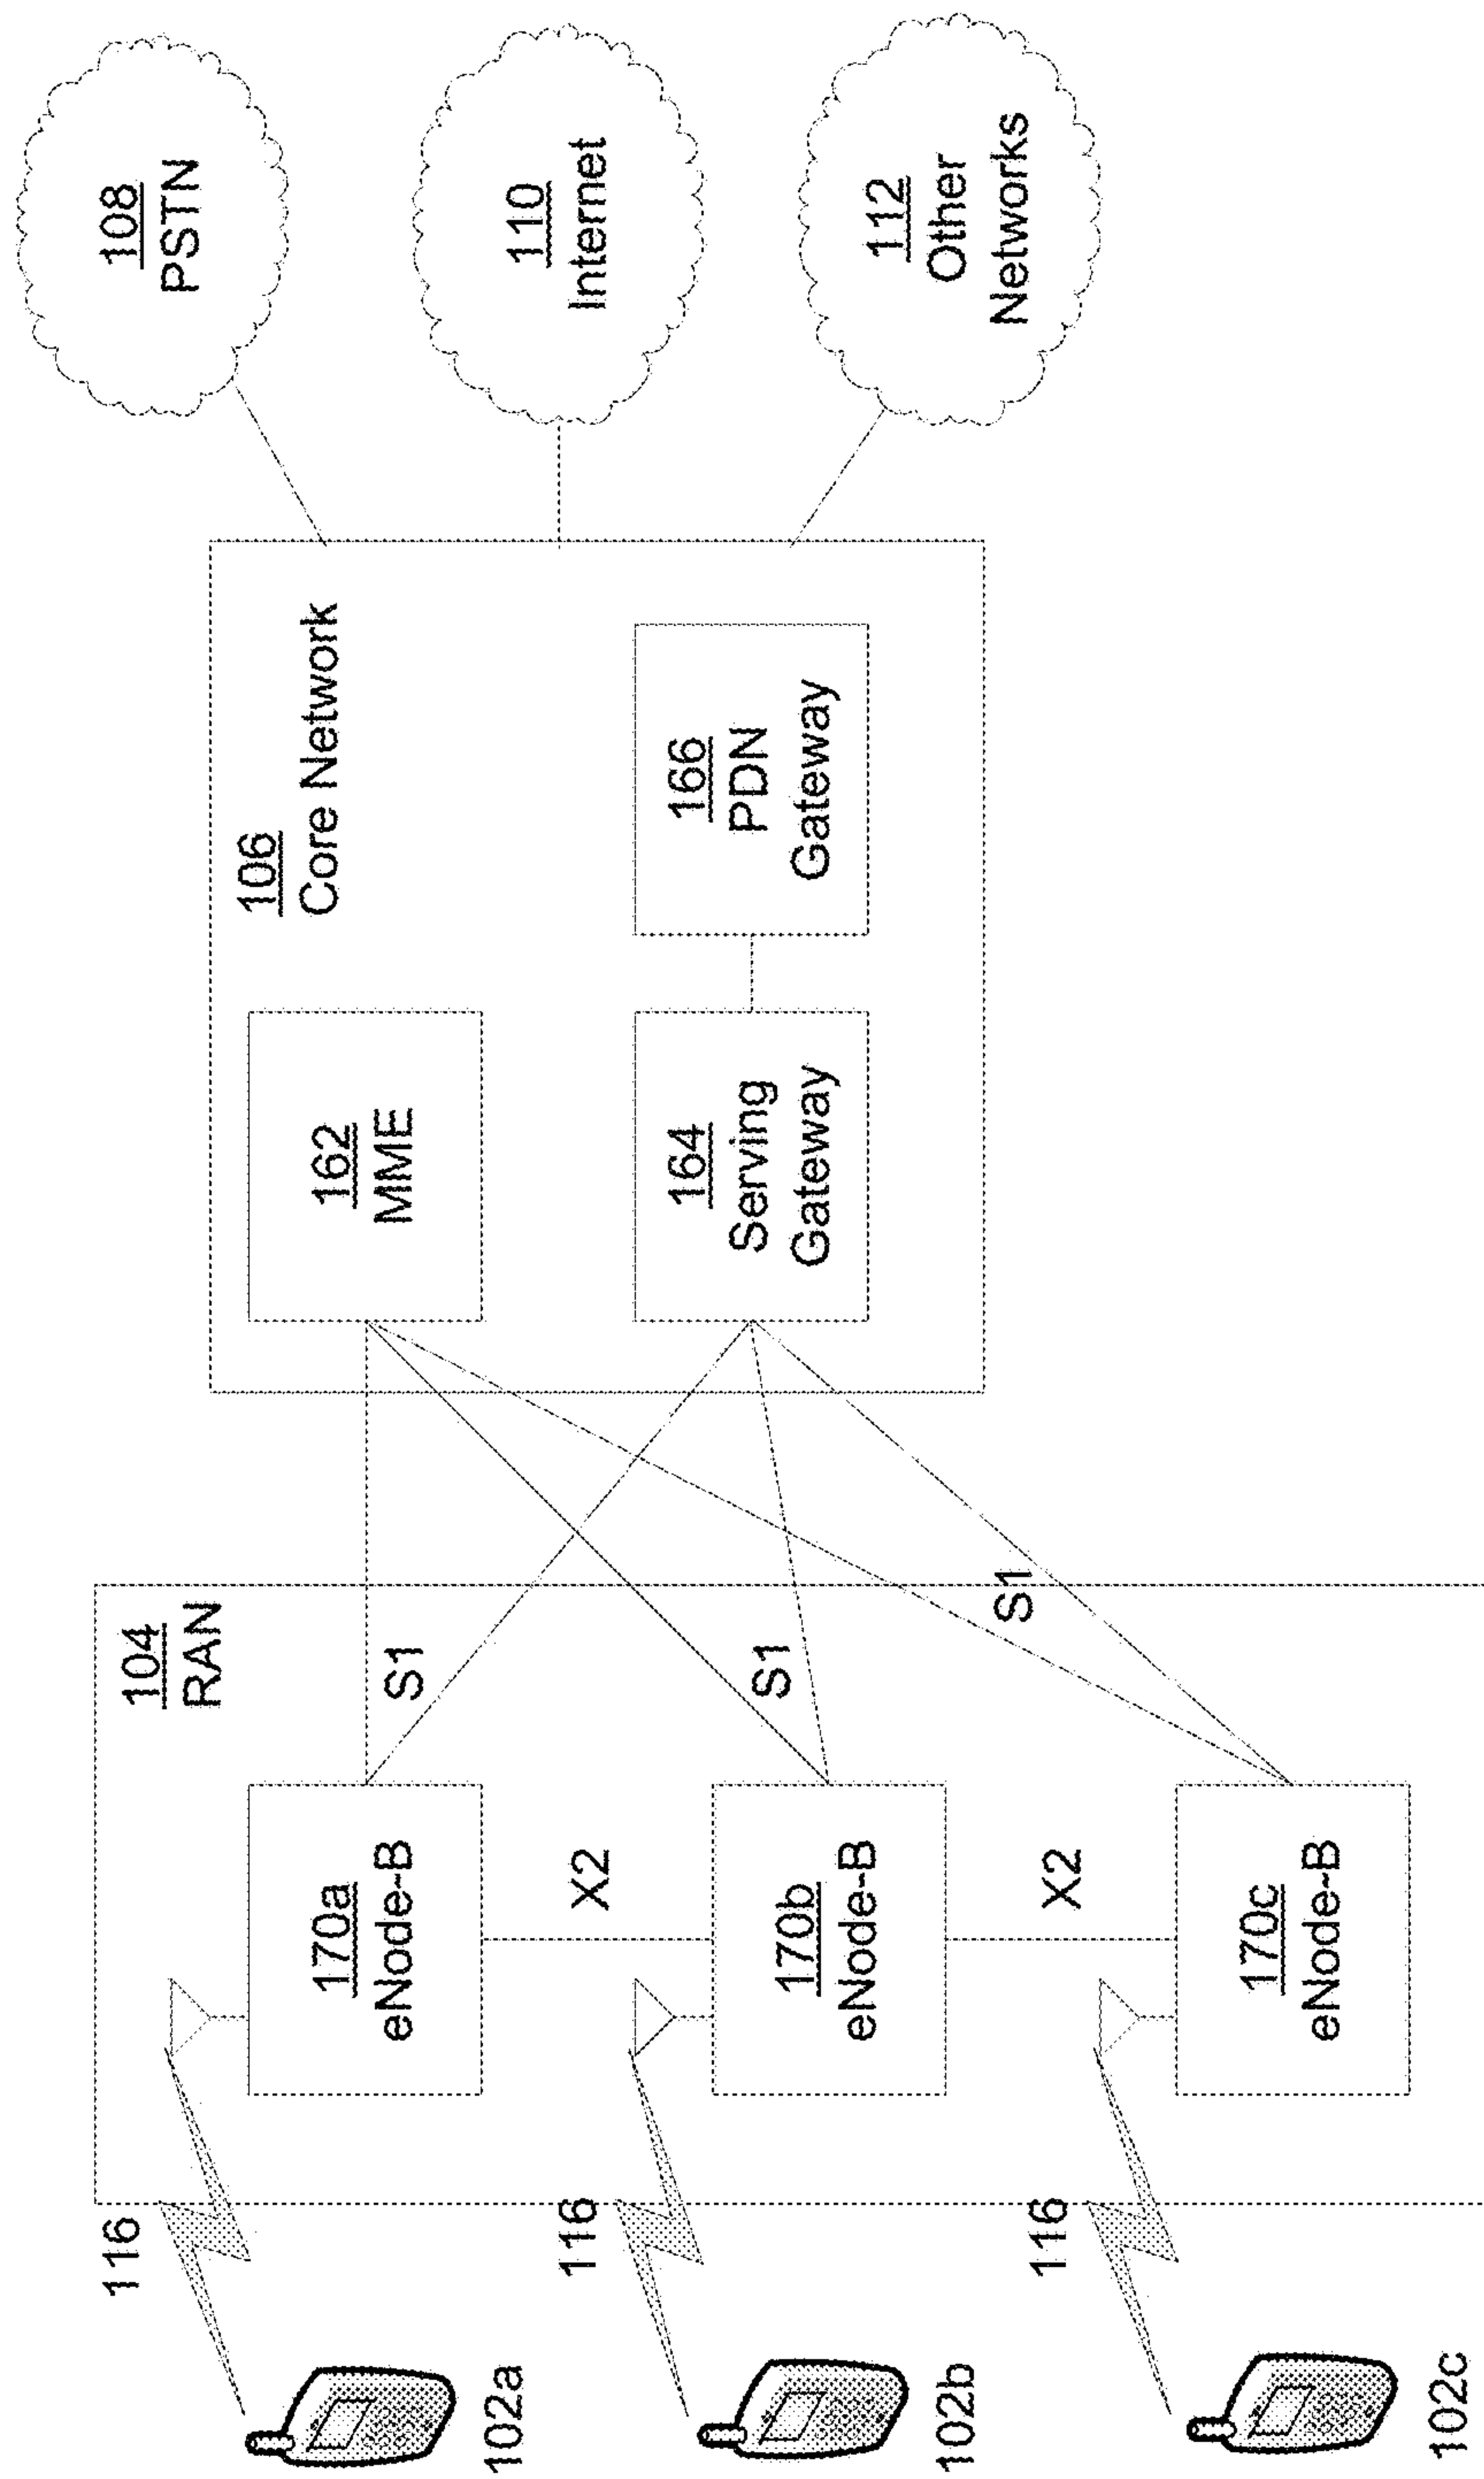 104
RAN
116
170a
eNode-B
102a
S1
X2
116
170b
eNode-B
102b
S1
X2
116
170c
eNode-B
102c
S1
106
Core Network
162
MME
164
Serving
Gateway
166
PDN
Gateway
108
PSTN
110
Internet
112
Other
Networks